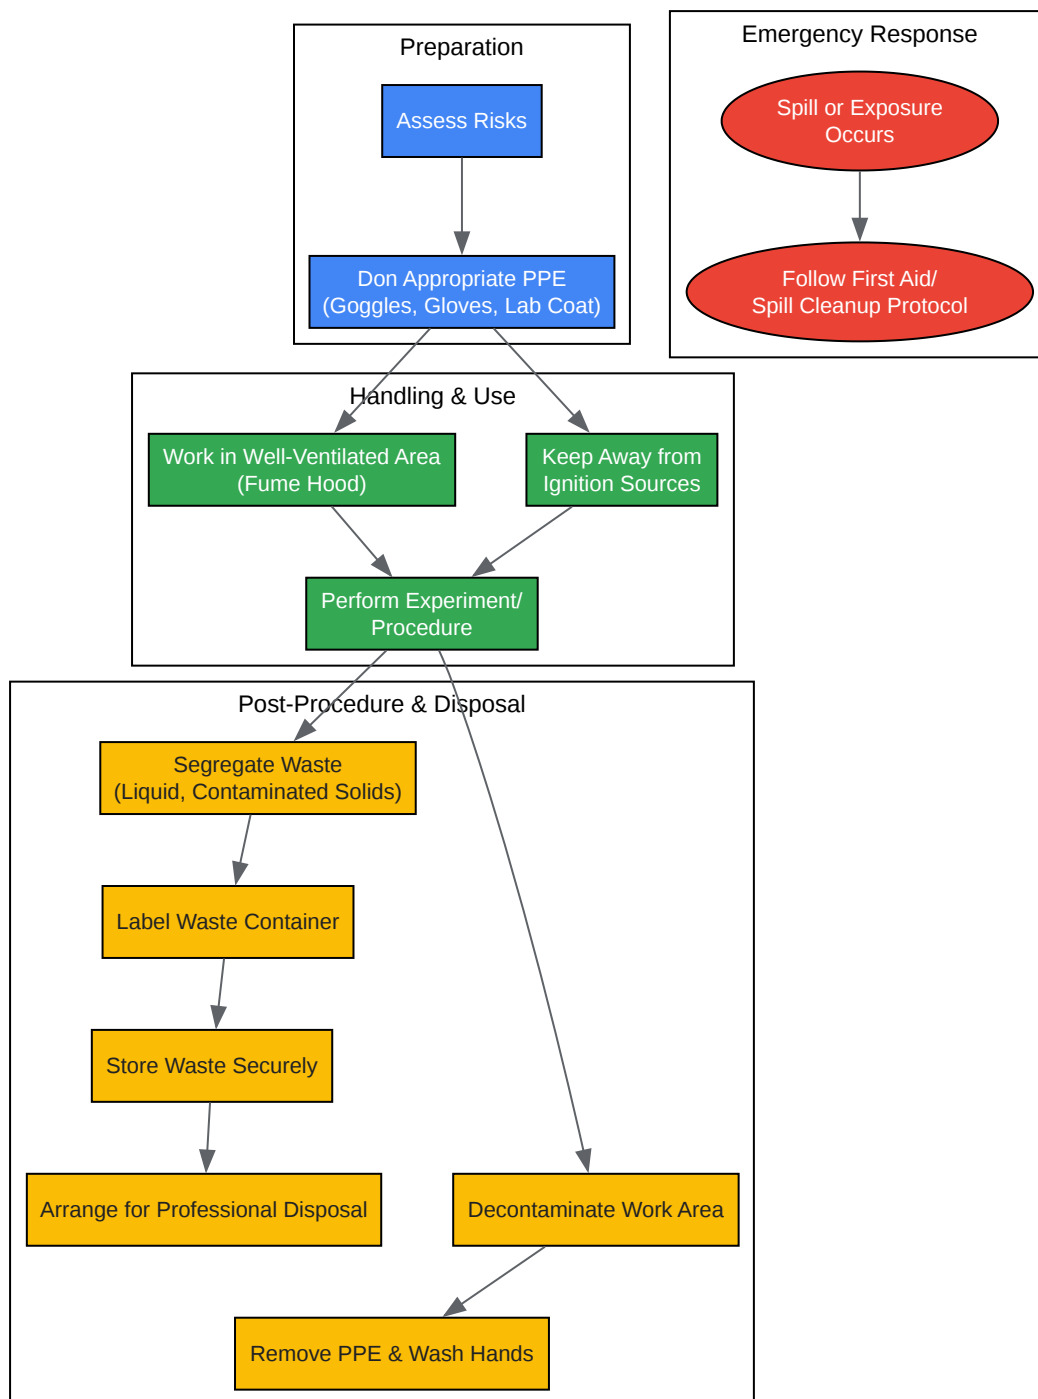 Preparation
Assess Risks
Don Appropriate PPE
(Goggles, Gloves, Lab Coat)
Emergency Response
Spill or Exposure
Occurs
Follow First Aid/
Spill Cleanup Protocol
Handling & Use
Work in Well-Ventilated Area
(Fume Hood)
Keep Away from
Ignition Sources
Perform Experiment/
Procedure
Post-Procedure & Disposal
Segregate Waste
(Liquid, Contaminated Solids)
Label Waste Container
Store Waste Securely
Arrange for Professional Disposal
Decontaminate Work Area
Remove PPE & Wash Hands